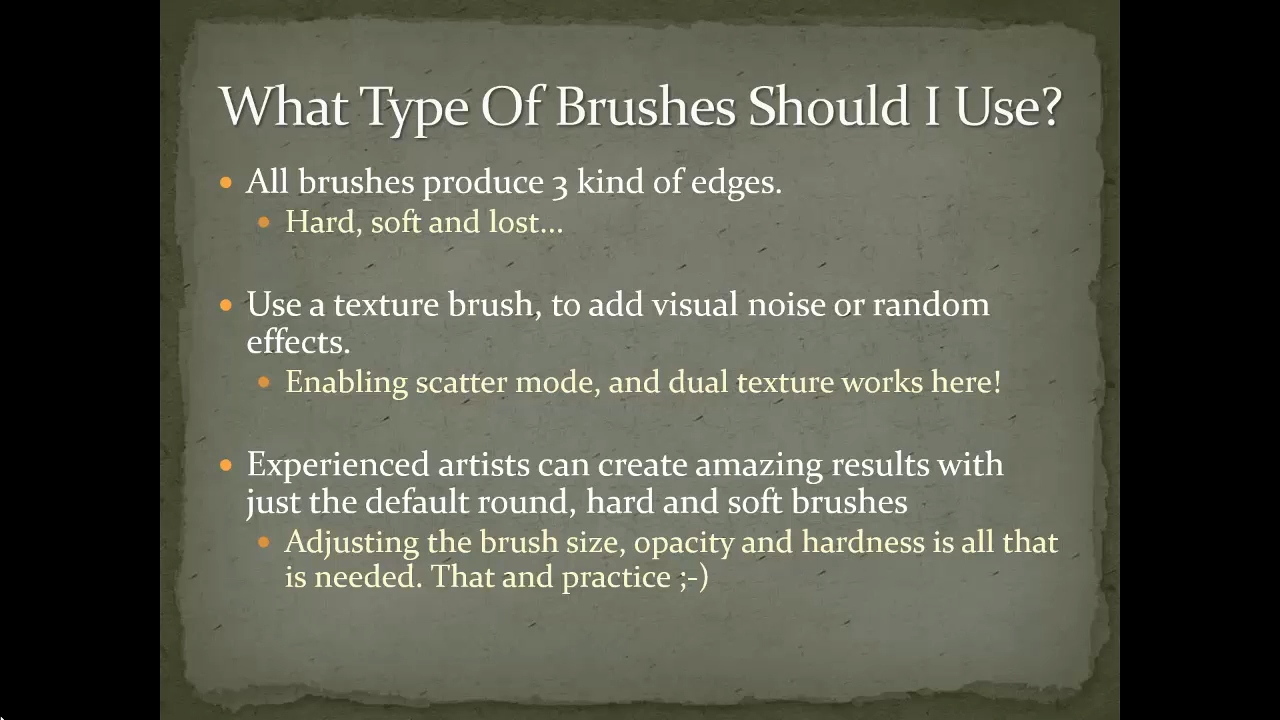 What Type Of Brushes Should I Use?
All brushes produce 3 kind of edges.
Hard, soft and lost...
Use a texture brush, to add visual noise or random
effects.
Enabling scatter mode, and dual texture works here!
Experienced artists can create amazing results with
just the default round, hard and soft brushes
Adjusting the brush size, opacity and hardness is all that
is needed. That and practice ;-)